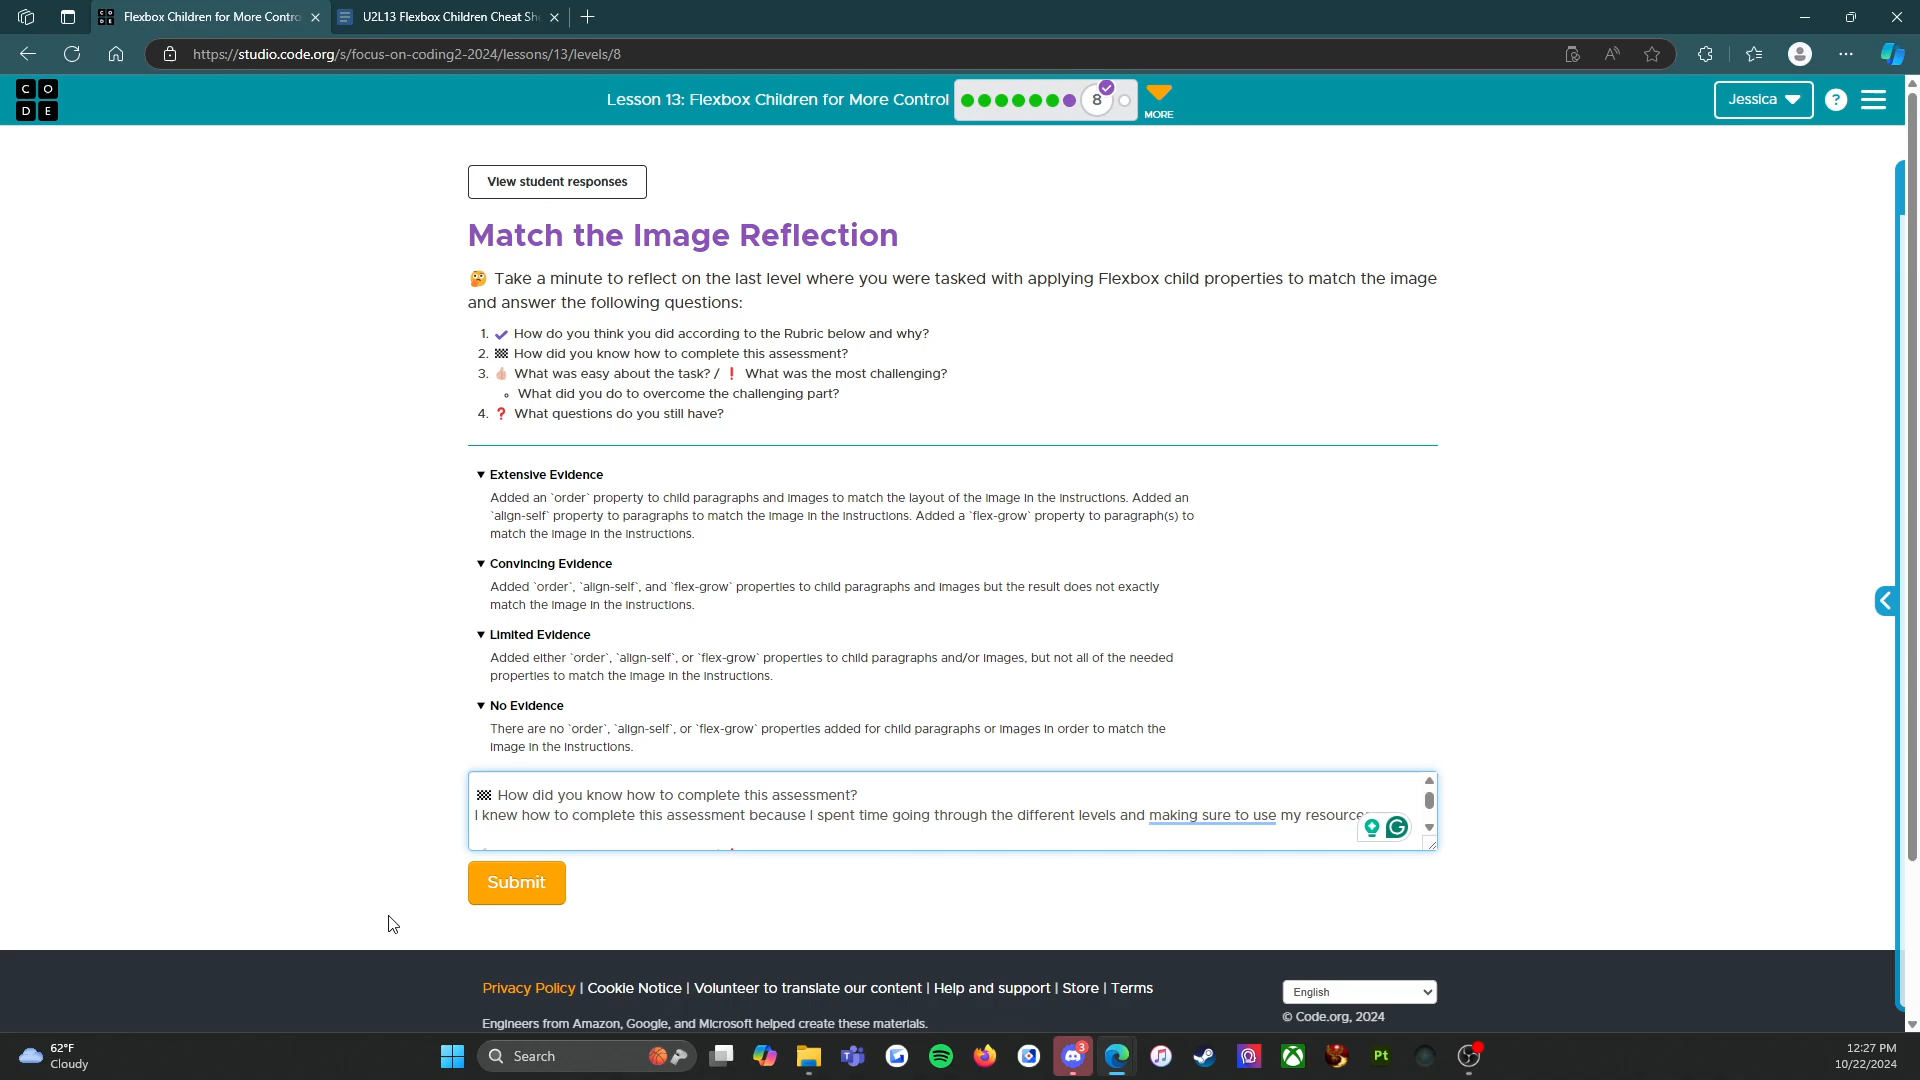 Flexbox Children for More Contro
U2L13 Flexbox Children Cheat She
https://studio.code.org/s/focus-on-coding2-2024/lessons/13/levels/8
C O
D E
Lesson 13: Flexbox Children for More Control
8
MORE
Jessica
?
View student responses
Match the Image Reflection
🤔 Take a minute to reflect on the last level where you were tasked with applying Flexbox child properties to match the image
and answer the following questions:
1. ✔ How do you think you did according to the Rubric below and why?
2. 🏁 How did you know how to complete this assessment?
3. 👍 What was easy about the task? / ❗ What was the most challenging?
What did you do to overcome the challenging part?
4. ❓ What questions do you still have?
▼ Extensive Evidence
Added an `order` property to child paragraphs and images to match the layout of the image in the instructions. Added an
`align-self` property to paragraphs to match the image in the instructions. Added a `flex-grow` property to paragraph(s) to
match the image in the instructions.
▼ Convincing Evidence
Added `order`, `align-self`, and `flex-grow` properties to child paragraphs and images but the result does not exactly
match the image in the instructions.
▼ Limited Evidence
Added either `order`, `align-self`, or `flex-grow` properties to child paragraphs and/or images, but not all of the needed
properties to match the image in the instructions.
▼ No Evidence
There are no `order`, `align-self`, or `flex-grow` properties added for child paragraphs or images in order to match the
image in the instructions.
🏁 How did you know how to complete this assessment?
I knew how to complete this assessment because I spent time going through the different levels and making sure to use my resources
Submit
Privacy Policy | Cookie Notice | Volunteer to translate our content | Help and support | Store | Terms
English
© Code.org, 2024
Engineers from Amazon, Google, and Microsoft helped create these materials.
62°F
Cloudy
Search
3
Pt
12:27 PM
10/22/2024